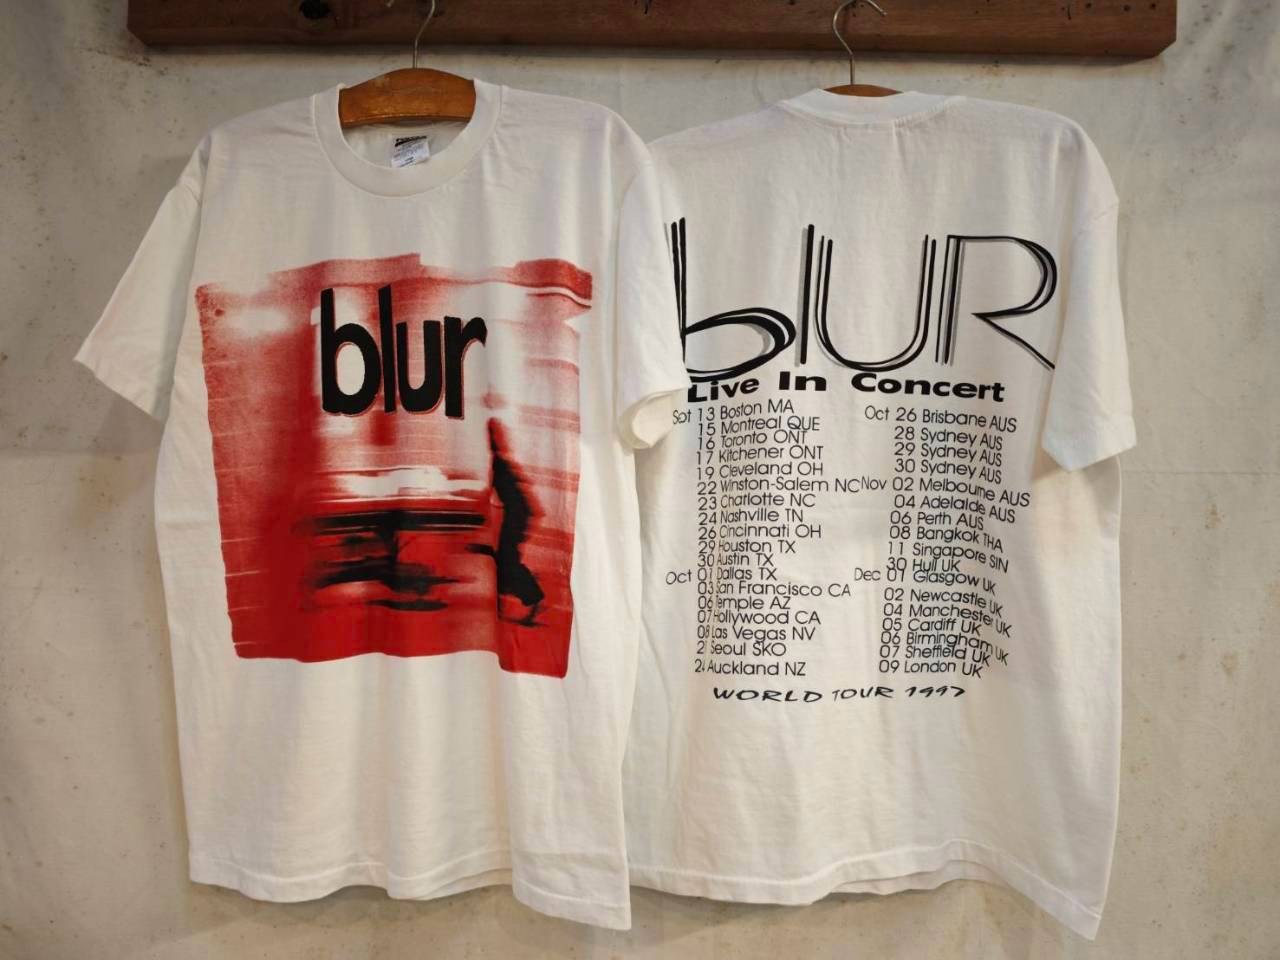 blur
bluR
Live In Concert
Sept 13 Boston MA
15 Montreal QUE
16 Toronto ONT
17 Kitchener ONT
19 Cleveland OH
22 Winston-Salem NC
23 Charlotte NC
24 Nashville TN
26 Cincinnati OH
29 Houston TX
30 Austin TX
Oct 01 Dallas TX
03 San Francisco CA
06 Temple AZ
07 Hollywood CA
08 Las Vegas NV
21 Seoul SKO
24 Auckland NZ
Oct 26 Brisbane AUS
28 Sydney AUS
29 Sydney AUS
30 Sydney AUS
Nov 02 Melbourne AUS
04 Adelaide AUS
06 Perth AUS
08 Bangkok THA
11 Singapore SIN
30 Hull UK
Dec 01 Glasgow UK
02 Newcastle UK
04 Manchester UK
05 Cardiff UK
06 Birmingham UK
07 Sheffield UK
09 London UK
WORLD TOUR 1997